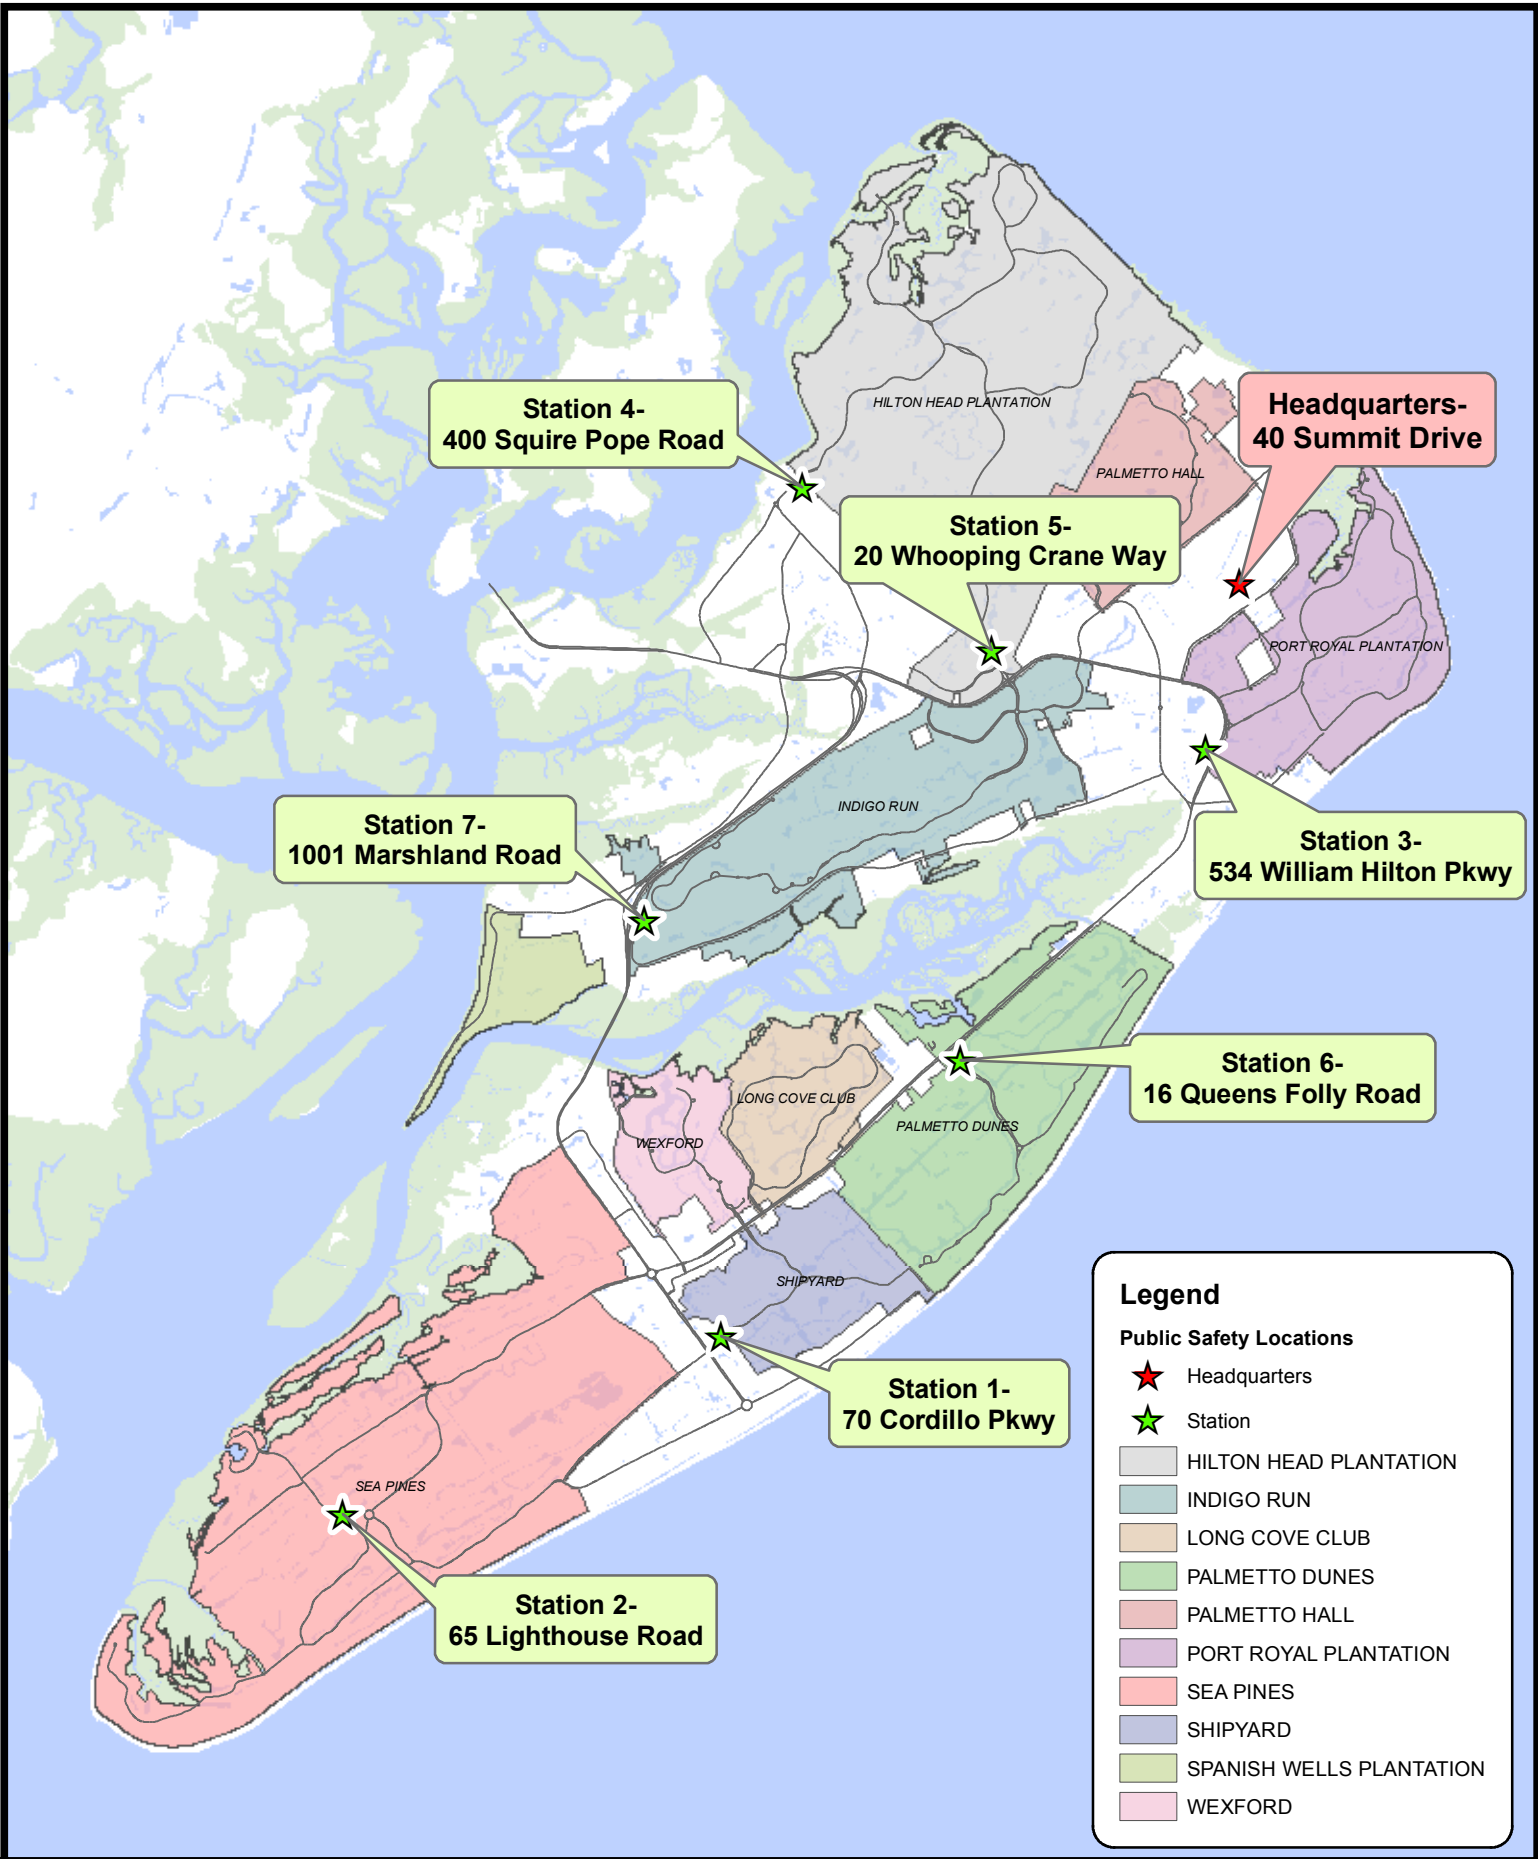 HILTON HEAD PLANTATION
Station 4-
400 Squire Pope Road
Headquarters-
40 Summit Drive
PALMETTO HALL
Station 5-
20 Whooping Crane Way
PORT ROYAL PLANTATION
INDIGO RUN
Station 7-
1001 Marshland Road
Station 3-
534 William Hilton Pkwy
Station 6-
16 Queens Folly Road
LONG COVE CLUB
PALMETTO DUNES
WEXFORD
SHIPYARD
Station 1-
70 Cordillo Pkwy
SEA PINES
Station 2-
65 Lighthouse Road
Legend
Public Safety Locations
Headquarters
Station
HILTON HEAD PLANTATION
INDIGO RUN
LONG COVE CLUB
PALMETTO DUNES
PALMETTO HALL
PORT ROYAL PLANTATION
SEA PINES
SHIPYARD
SPANISH WELLS PLANTATION
WEXFORD